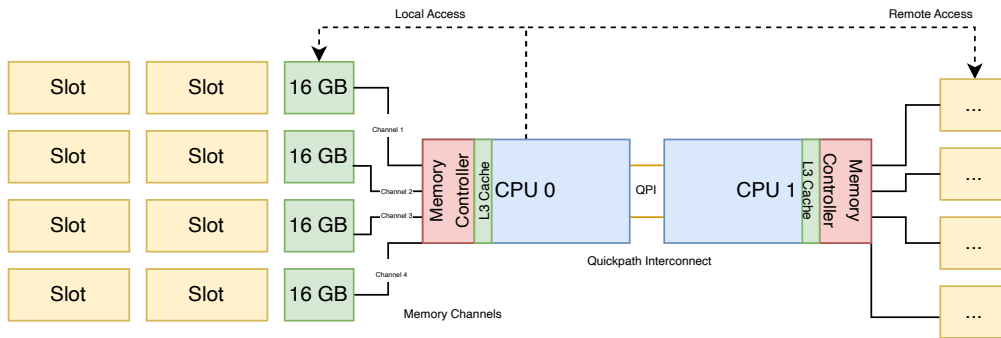 Local Access
Remote Access
Slot
Slot
16 GB
...
Channel 1
Slot
Slot
16 GB
...
Channel 2
Memory
Controller
L3 Cache
CPU 0
QPI
CPU 1
L3 Cache
Memory
Controller
Slot
Slot
16 GB
Channel 3
...
Quickpath Interconnect
Channel 4
Slot
Slot
16 GB
...
Memory Channels